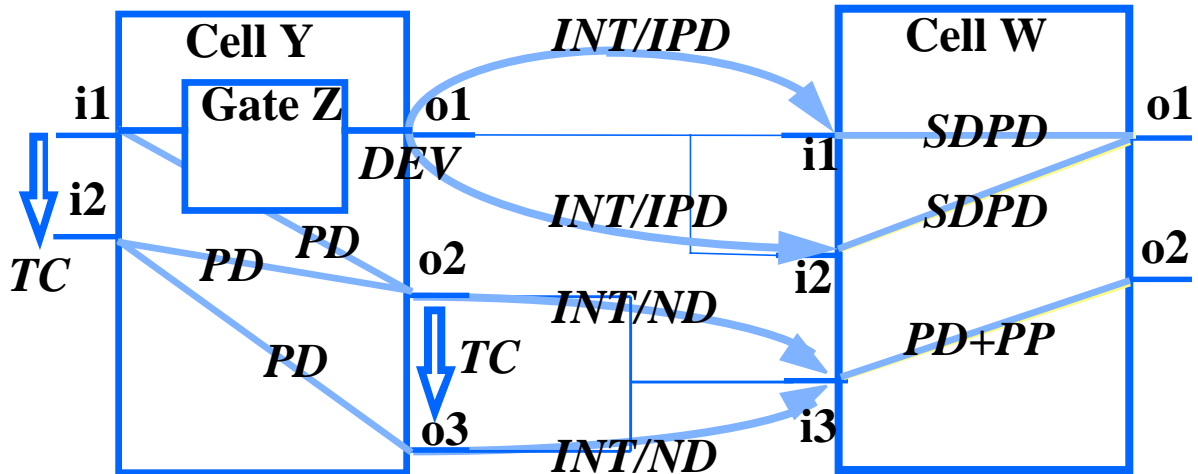 Cell Y
INT/IPD
Cell W
i1
Gate Z
o1
o1
DEV
i1
SDPD
i2
INT/IPD
SDPD
TC
PD
PD
o2
i2
o2
INT/ND
PD
TC
PD+PP
o3
INT/ND
i3